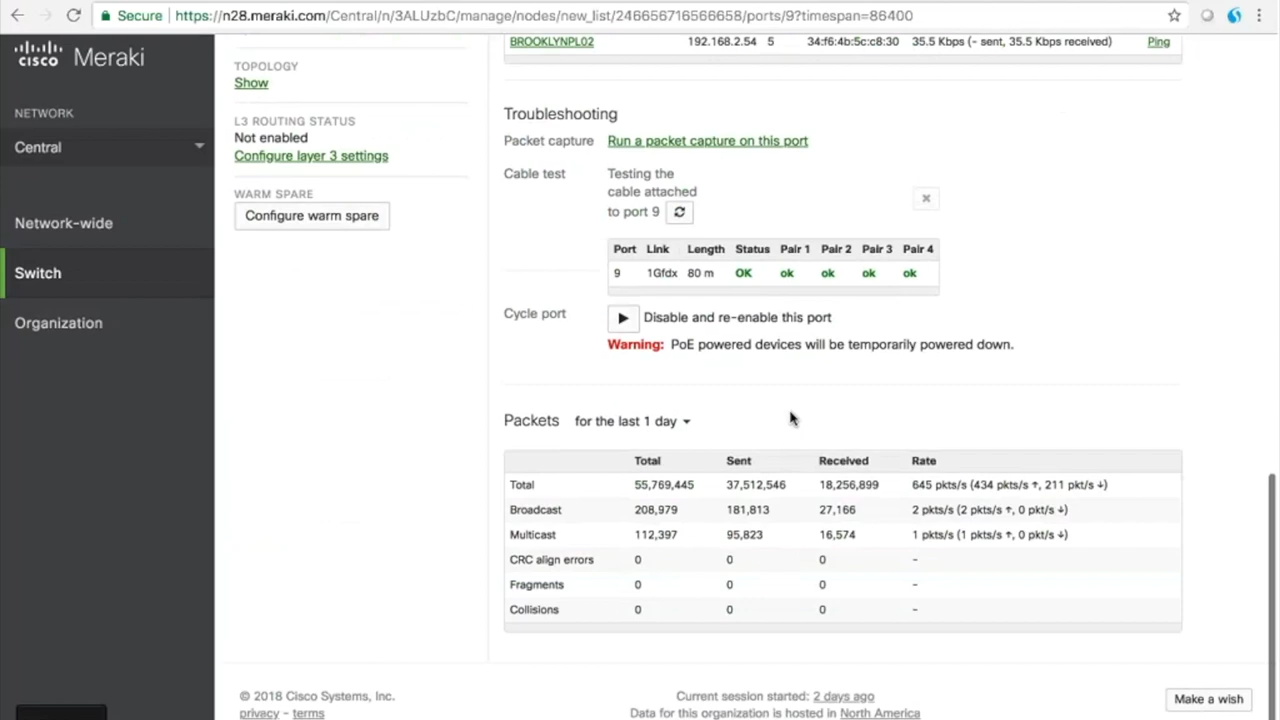 Secure https://n28.meraki.com/Central/n/3ALUzbC/manage/nodes/new_list/246656716566658/ports/9?timespan=86400
CISCO Meraki
NETWORK
Central
Network-wide
Switch
Organization
TOPOLOGY
Show
L3 ROUTING STATUS
Not enabled
Configure layer 3 settings
WARM SPARE
Configure warm spare
BROOKLYNPL02 192.168.2.54 5 34:f6:4b:5c:c8:30 35.5 Kbps (- sent, 35.5 Kbps received) Ping
Troubleshooting
Packet capture Run a packet capture on this port
Cable test Testing the
cable attached
to port 9
Port Link Length Status Pair 1 Pair 2 Pair 3 Pair 4
9 1Gfdx 80 m OK ok ok ok ok
Cycle port Disable and re-enable this port
Warning: PoE powered devices will be temporarily powered down.
Packets for the last 1 day
Total Sent Received Rate
Total 55,769,445 37,512,546 18,256,899 645 pkts/s (434 pkts/s ↑, 211 pkt/s ↓)
Broadcast 208,979 181,813 27,166 2 pkts/s (2 pkts/s ↑, 0 pkt/s ↓)
Multicast 112,397 95,823 16,574 1 pkts/s (1 pkts/s ↑, 0 pkt/s ↓)
CRC align errors 0 0 0 -
Fragments 0 0 0 -
Collisions 0 0 0 -
© 2018 Cisco Systems, Inc.
privacy - terms
Current session started: 2 days ago
Data for this organization is hosted in North America
Make a wish